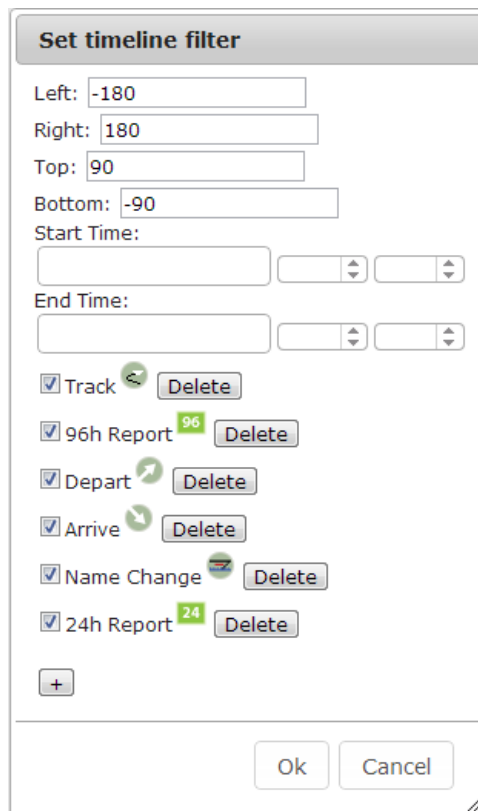 Set timeline filter
Left: -180
Right: 180
Top: 90
Bottom: -90
Start Time:
End Time:
Track Delete
96h Report 96 Delete
Depart Delete
Arrive Delete
Name Change Delete
24h Report 24 Delete
+
Ok Cancel